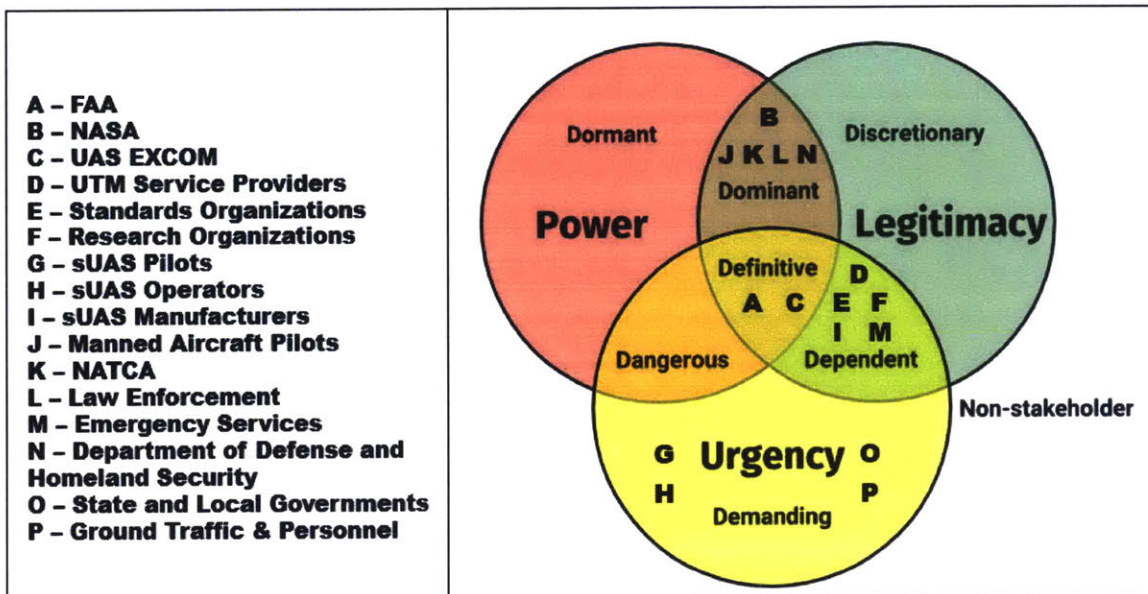 A – FAA
B – NASA
C – UAS EXCOM
D – UTM Service Providers
E – Standards Organizations
F – Research Organizations
G – sUAS Pilots
H – sUAS Operators
I – sUAS Manufacturers
J – Manned Aircraft Pilots
K – NATCA
L – Law Enforcement
M – Emergency Services
N – Department of Defense and
Homeland Security
O – State and Local Governments
P – Ground Traffic & Personnel
B
Dormant
Discretionary
J K L N
Dominant
Power
Legitimacy
Definitive
D
A C
E F
I M
Dangerous
Dependent
Non-stakeholder
G
Urgency
O
H
P
Demanding